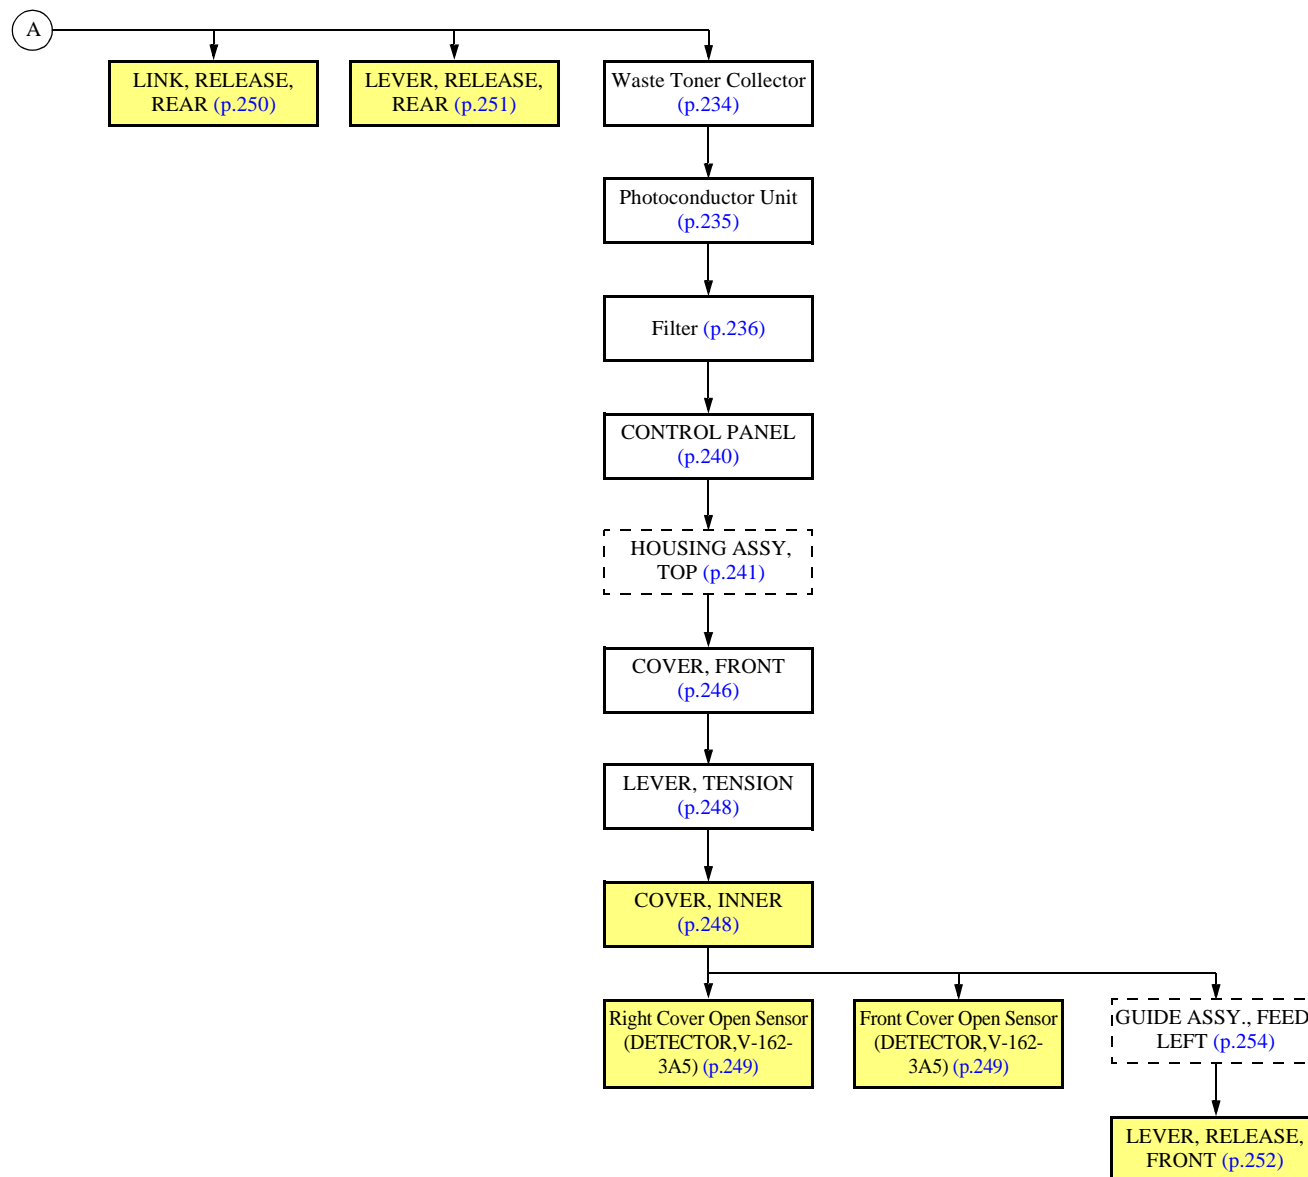 A
LINK, RELEASE,
REAR (p.250)
LEVER, RELEASE,
REAR (p.251)
Waste Toner Collector
(p.234)
Photoconductor Unit
(p.235)
Filter (p.236)
CONTROL PANEL
(p.240)
HOUSING ASSY,
TOP (p.241)
COVER, FRONT
(p.246)
LEVER, TENSION
(p.248)
COVER, INNER
(p.248)
Right Cover Open Sensor
(DETECTOR,V-162-
3A5) (p.249)
Front Cover Open Sensor
(DETECTOR,V-162-
3A5) (p.249)
GUIDE ASSY., FEED
LEFT (p.254)
LEVER, RELEASE,
FRONT (p.252)